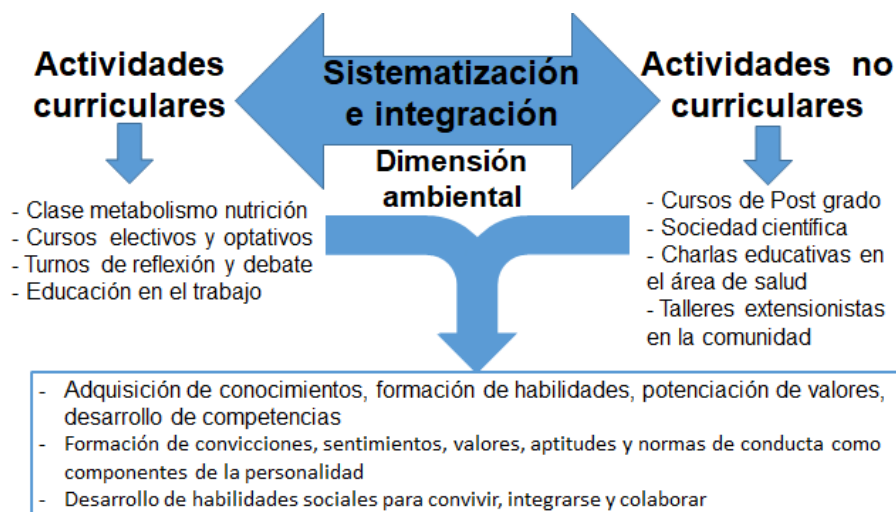 Actividades
curriculares
Sistematización
e integración
Actividades no
curriculares
Dimensión
ambiental
- Clase metabolismo nutrición
- Cursos electivos y optativos
- Turnos de reflexión y debate
- Educación en el trabajo
- Cursos de Post grado
- Sociedad científica
- Charlas educativas en
el área de salud
- Talleres extensionistas
en la comunidad
- Adquisición de conocimientos, formación de habilidades, potenciación de valores,
desarrollo de competencias
- Formación de convicciones, sentimientos, valores, aptitudes y normas de conducta como
componentes de la personalidad
- Desarrollo de habilidades sociales para convivir, integrarse y colaborar